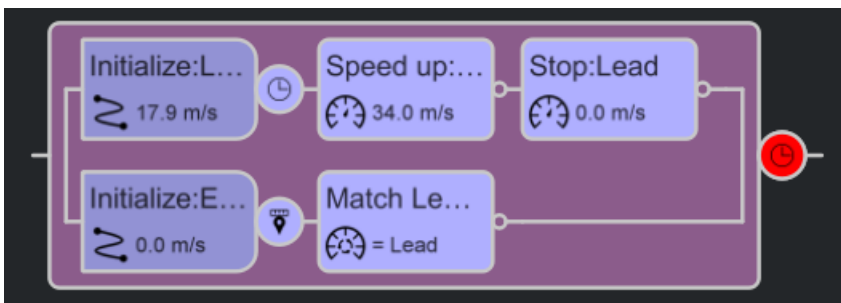 Initialize:L...
17.9 m/s
Speed up:...
34.0 m/s
Stop:Lead
0.0 m/s
Initialize:E...
0.0 m/s
Match Le...
= Lead